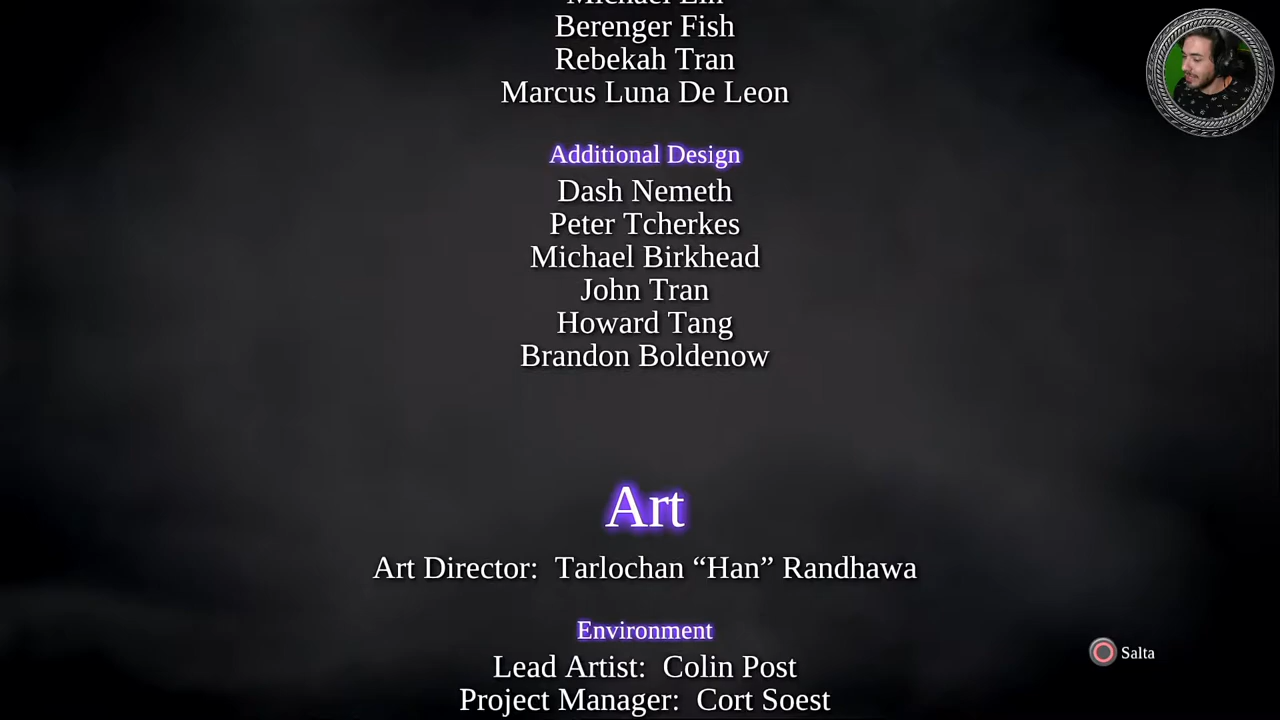 Berenger Fish
Rebekah Tran
Marcus Luna De Leon
Additional Design
Dash Nemeth
Peter Tcherkes
Michael Birkhead
John Tran
Howard Tang
Brandon Boldenow
Art
Art Director: Tarlochan “Han” Randhawa
Environment
Lead Artist: Colin Post
Project Manager: Cort Soest
Salta